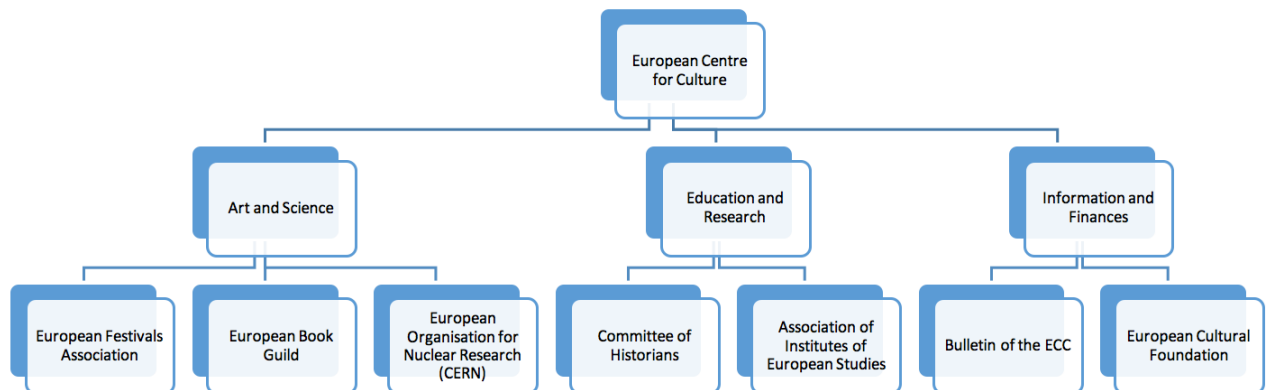 European Centre
for Culture
Art and Science
Education and
Research
Information and
Finances
European Festivals
Association
European Book
Guild
European
Organisation for
Nuclear Research
(CERN)
Committee of
Historians
Association of
Institutes of
European Studies
Bulletin of the ECC
European Cultural
Foundation